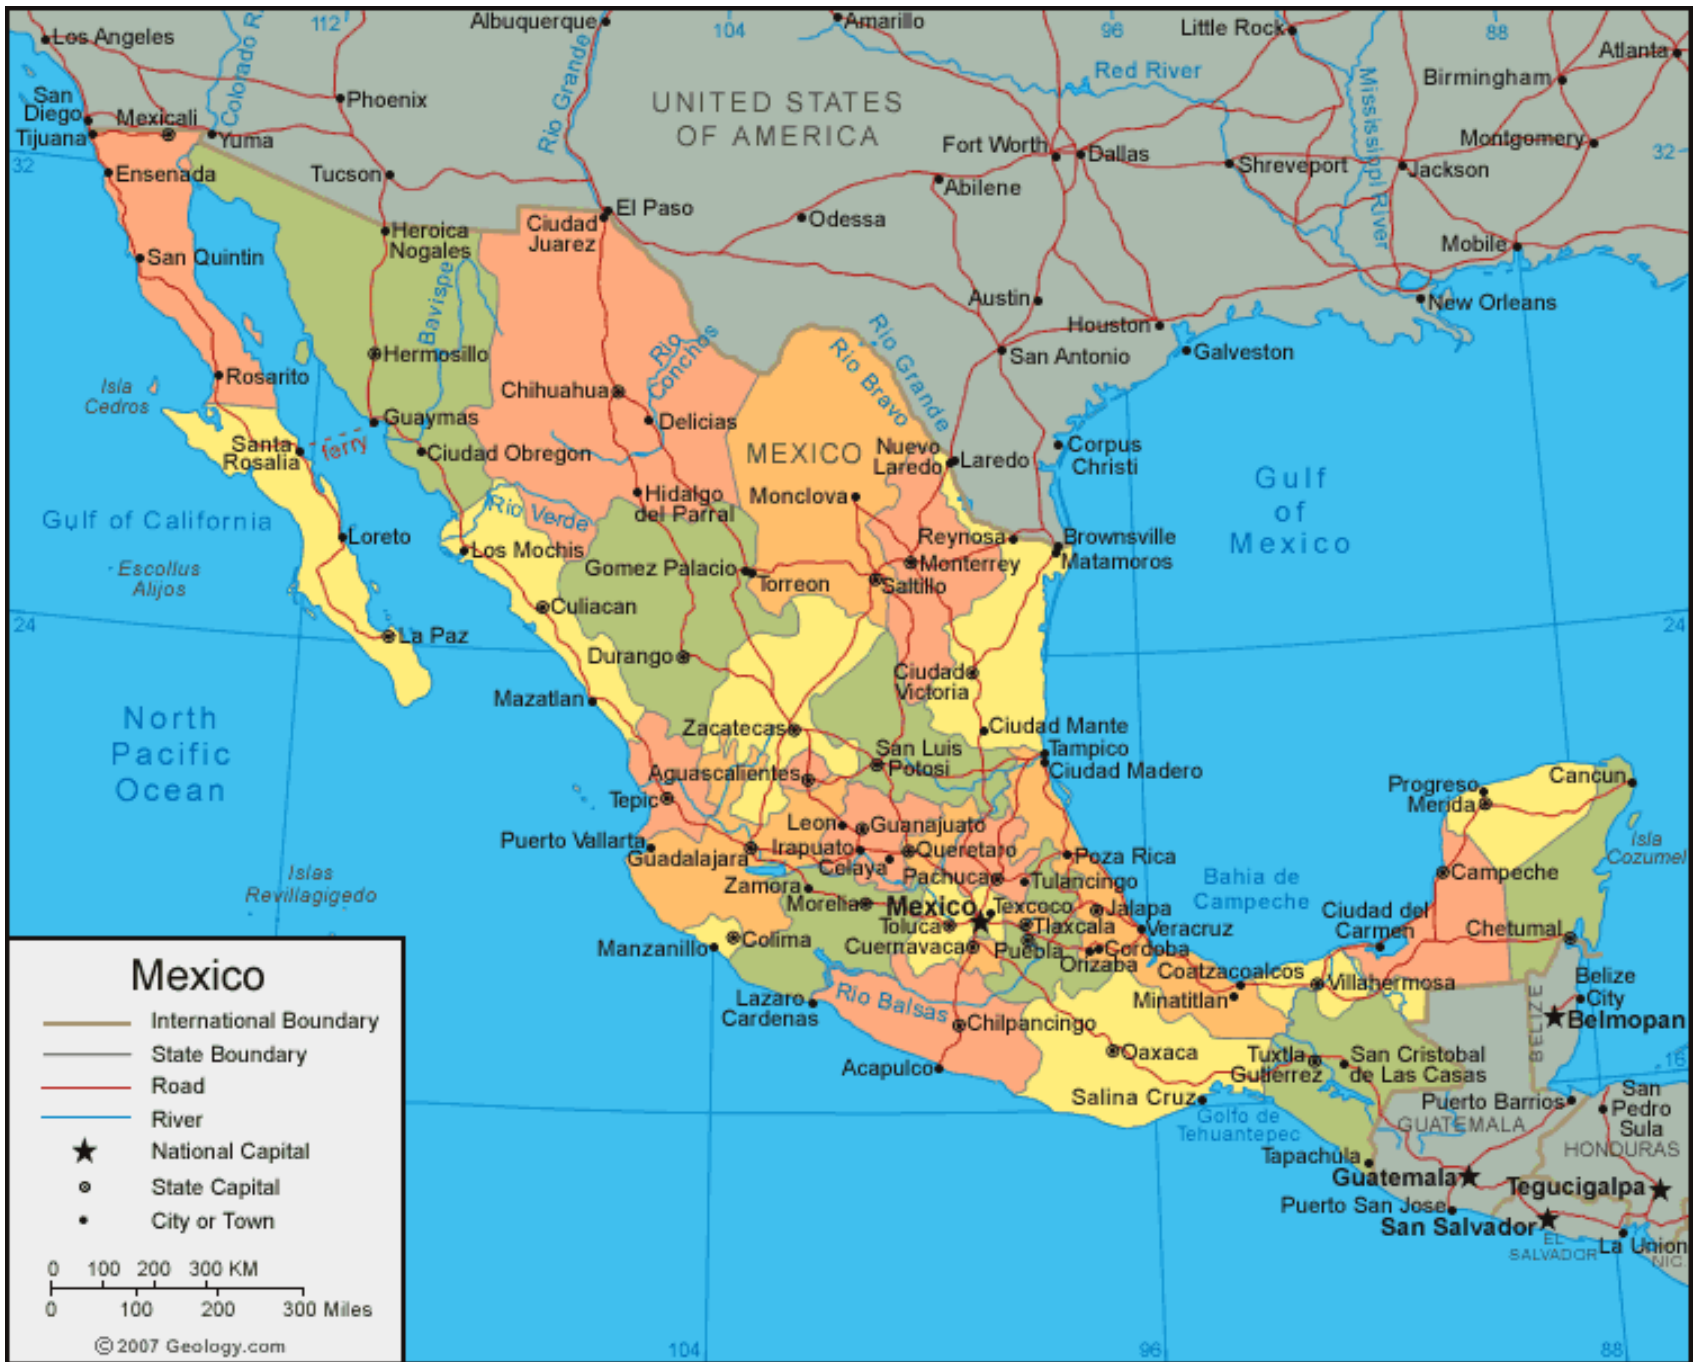 Los Angeles
112
Colorado R
Albuquerque
Rio Grande
104
Amarillo
96
Little Rock
88
Atlanta
Red River
Mississippi River
Birmingham
Phoenix
UNITED STATES
OF AMERICA
San
Diego
Mexicali
Tijuana
Yuma
32
Ensenada
Tucson
Fort Worth
Dallas
Abilene
Shreveport
Jackson
Montgomery
32
El Paso
Ciudad
Juarez
Odessa
Heroica
Nogales
Mobile
San Quintin
Bavispe
Austin
New Orleans
Houston
Hermosillo
Rio
Conchos
Rio Grande
Rio Bravo
San Antonio
Galveston
Isla
Cedros
Rosarito
Chihuahua
Guaymas
Delicias
Santa
Rosalia
ferry
Ciudad Obregon
MEXICO
Nuevo
Laredo
Laredo
Corpus
Christi
Gulf
of
Mexico
Gulf of California
Hidalgo
del Parral
Monclova
Rio Verde
Loreto
Los Mochis
Reynosa
Brownsville
Matamoros
Escollus
Alijos
Gomez Palacio
Torreon
Monterrey
Saltillo
24
Culiacan
24
La Paz
Durango
Ciudad
Victoria
Mazatlan
North
Pacific
Ocean
Zacatecas
Ciudad Mante
San Luis
Potosi
Tampico
Ciudad Madero
Aguascalientes
Progreso
Cancun
Tepic
Merida
Leon
Guanajuato
Puerto Vallarta
Guadalajara
Irapuato
Queretaro
Celaya
Poza Rica
Isla
Cozumel
Islas
Revillagigedo
Zamora
Pachuca
Tulancingo
Bahia de
Campeche
Campeche
Morelia
Mexico
Texcoco
Jalapa
Ciudad del
Carmen
Chetumal
Toluca
Tlaxcala
Veracruz
Manzanillo
Colima
Cuernavaca
Puebla
Cordoba
Orizaba
Coatzacoalcos
Villahermosa
Minatitlan
Belize
City
BELIZE
Belmopan
Lazaro
Cardenas
Rio Balsas
Chilpancingo
Oaxaca
Tuxtla
Gutierrez
San Cristobal
de Las Casas
16
Acapulco
Salina Cruz
Golfo de
Tehuantepec
Puerto Barrios
GUATEMALA
San
Pedro
Sula
HONDURAS
Tapachula
Guatemala
Tegucigalpa
Puerto San Jose
San Salvador
EL
SALVADOR
La Union
NIC.
104
96
88
Mexico
International Boundary
State Boundary
Road
River
National Capital
State Capital
City or Town
0 100 200 300 KM
0 100 200 300 Miles
© 2007 Geology.com